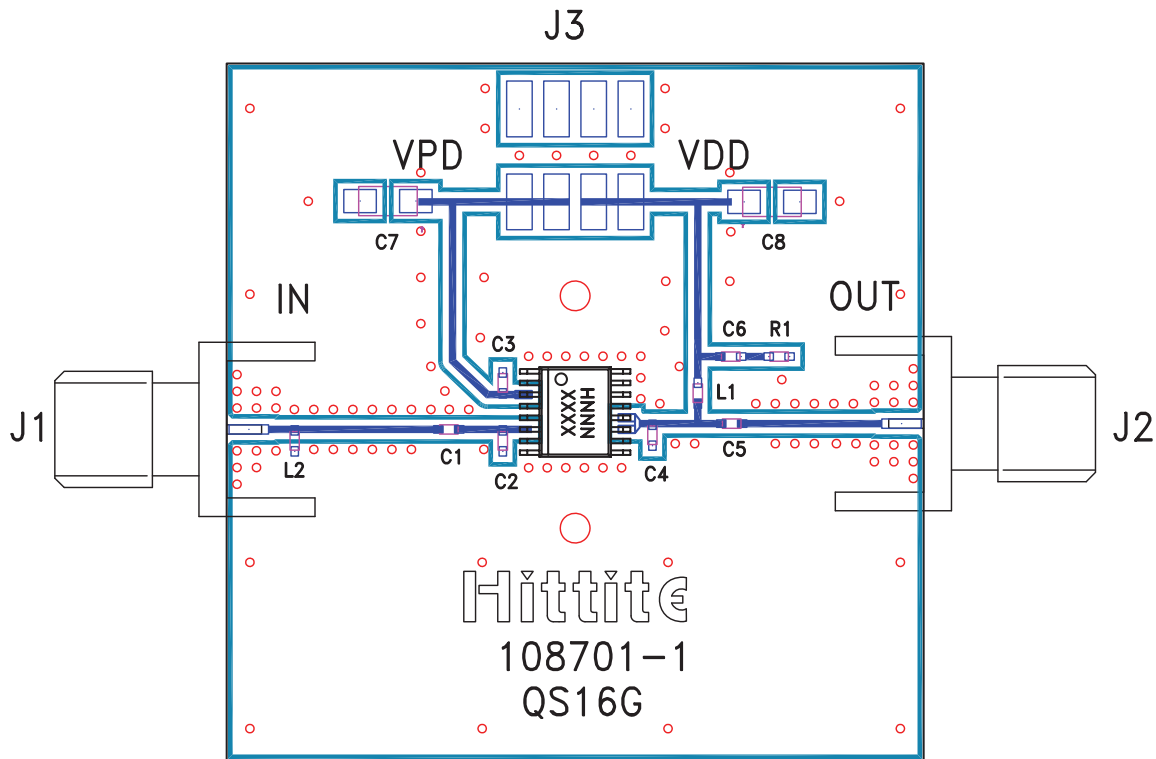 J3
VPD
VDD
C7
C8
IN
OUT
C3
C6
R1
L1
HNNN
XXXX
J1
J2
L2
C1
C2
C4
C5
Hittite
108701-1
QS16G